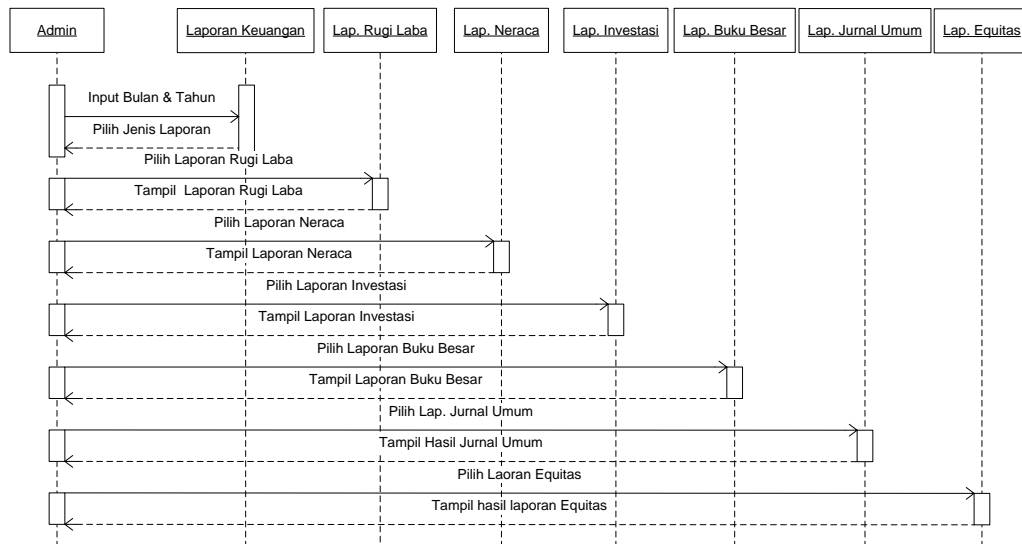 Admin
Laporan Keuangan
Lap. Rugi Laba
Lap. Neraca
Lap. Investasi
Lap. Buku Besar
Lap. Jurnal Umum
Lap. Equitas
Input Bulan & Tahun
Pilih Jenis Laporan
Pilih Laporan Rugi Laba
Tampil Laporan Rugi Laba
Pilih Laporan Neraca
Tampil Laporan Neraca
Pilih Laporan Investasi
Tampil Laporan Investasi
Pilih Laporan Buku Besar
Tampil Laporan Buku Besar
Pilih Lap. Jurnal Umum
Tampil Hasil Jurnal Umum
Pilih Laoran Equitas
Tampil hasil laporan Equitas